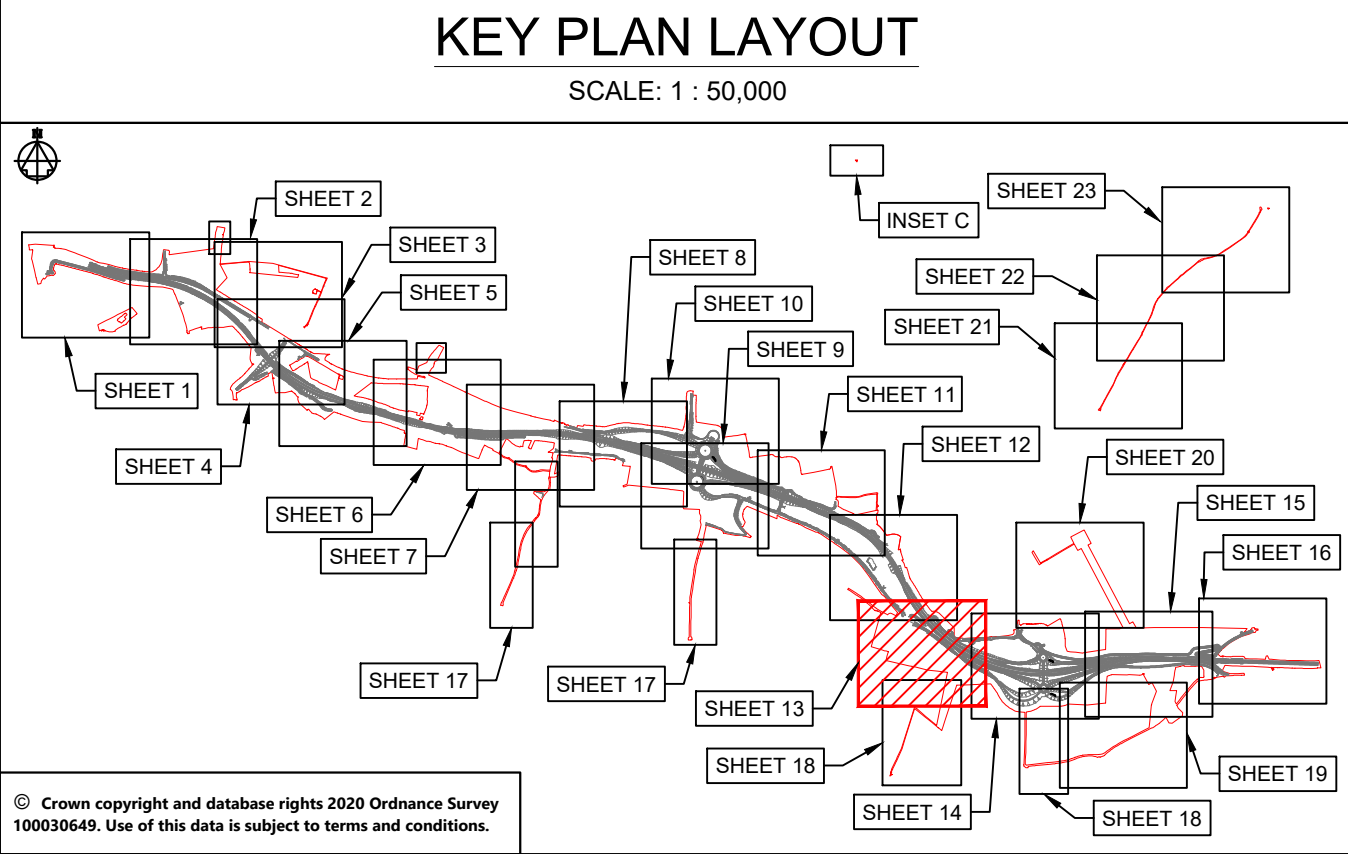 KEY PLAN LAYOUT
SCALE: 1 : 50,000
SHEET 2
SHEET 23
INSET C
SHEET 3
SHEET 8
SHEET 22
SHEET 5
SHEET 10
SHEET 21
SHEET 9
SHEET 1
SHEET 11
SHEET 12
SHEET 4
SHEET 20
SHEET 15
SHEET 6
SHEET 7
SHEET 16
SHEET 17
SHEET 17
SHEET 13
SHEET 18
SHEET 19
SHEET 14
SHEET 18
© Crown copyright and database rights 2020 Ordnance Survey
100030649. Use of this data is subject to terms and conditions.